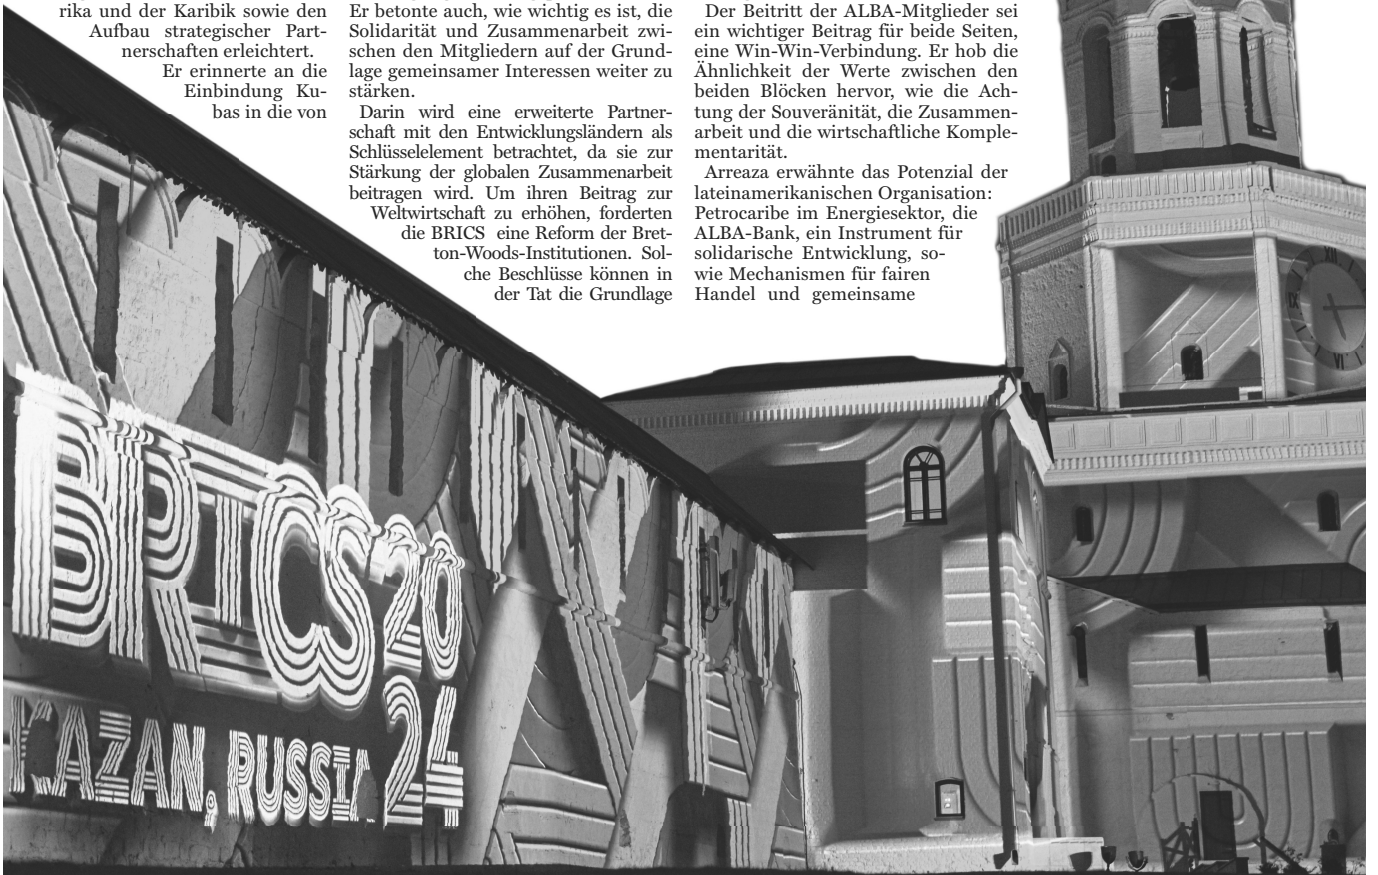 rika und der Karibik sowie den
Aufbau strategischer Part-
nerschaften erleichtert.
Er erinnerte an die
Einbindung Ku-
bas in die von
Er betonte auch, wie wichtig es ist, die
Solidarität und Zusammenarbeit zwi-
schen den Mitgliedern auf der Grund-
lage gemeinsamer Interessen weiter zu
stärken.
Darin wird eine erweiterte Partner-
schaft mit den Entwicklungsländern als
Schlüsselelement betrachtet, da sie zur
Stärkung der globalen Zusammenarbeit
beitragen wird. Um ihren Beitrag zur
Weltwirtschaft zu erhöhen, forderten
die BRICS eine Reform der Bret-
ton-Woods-Institutionen. Sol-
che Beschlüsse können in
der Tat die Grundlage
Der Beitritt der ALBA-Mitglieder sei
ein wichtiger Beitrag für beide Seiten,
eine Win-Win-Verbindung. Er hob die
Ähnlichkeit der Werte zwischen den
beiden Blöcken hervor, wie die Ach-
tung der Souveränität, die Zusammen-
arbeit und die wirtschaftliche Komple-
mentarität.
Arreaza erwähnte das Potenzial der
lateinamerikanischen Organisation:
Petrocaribe im Energiesektor, die
ALBA-Bank, ein Instrument für
solidarische Entwicklung, so-
wie Mechanismen für fairen
Handel und gemeinsame
BRICS 20
24
KAZAN, RUSSIA